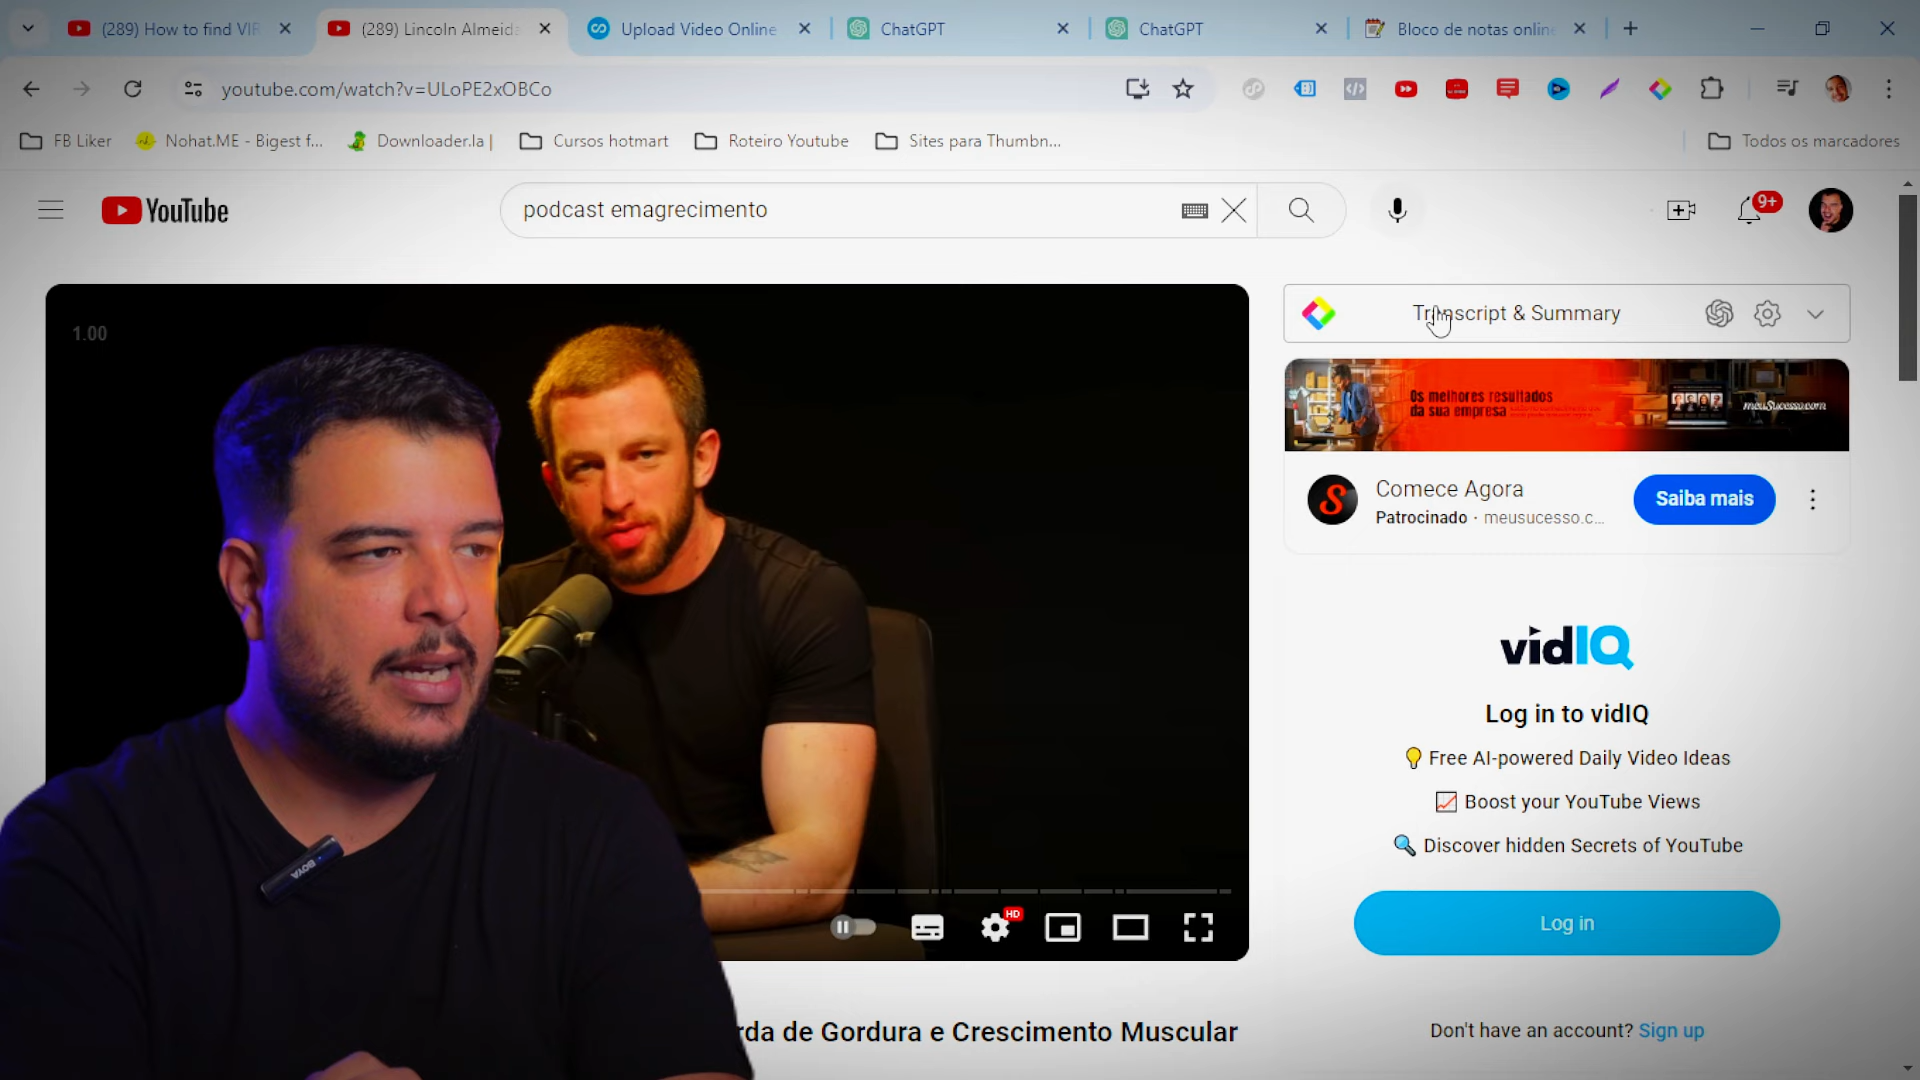 (289) How to find VIR
(289) Lincoln Almeida
Upload Video Online
ChatGPT
ChatGPT
Bloco de notas online
youtube.com/watch?v=ULoPE2xOBCo
FB Liker
Nohat.ME - Bigest f...
Downloader.la |
Cursos hotmart
Roteiro Youtube
Sites para Thumbn...
Todos os marcadores
YouTube
podcast emagrecimento
9+
1.00
Transcript & Summary
Os melhores resultados
da sua empresa
meuSucesso.com
Comece Agora
Patrocinado · meusucesso.c...
Saiba mais
vidIQ
Log in to vidIQ
Free AI-powered Daily Video Ideas
Boost your YouTube Views
Discover hidden Secrets of YouTube
Log in
Don't have an account? Sign up
HD
BOYA
rda de Gordura e Crescimento Muscular